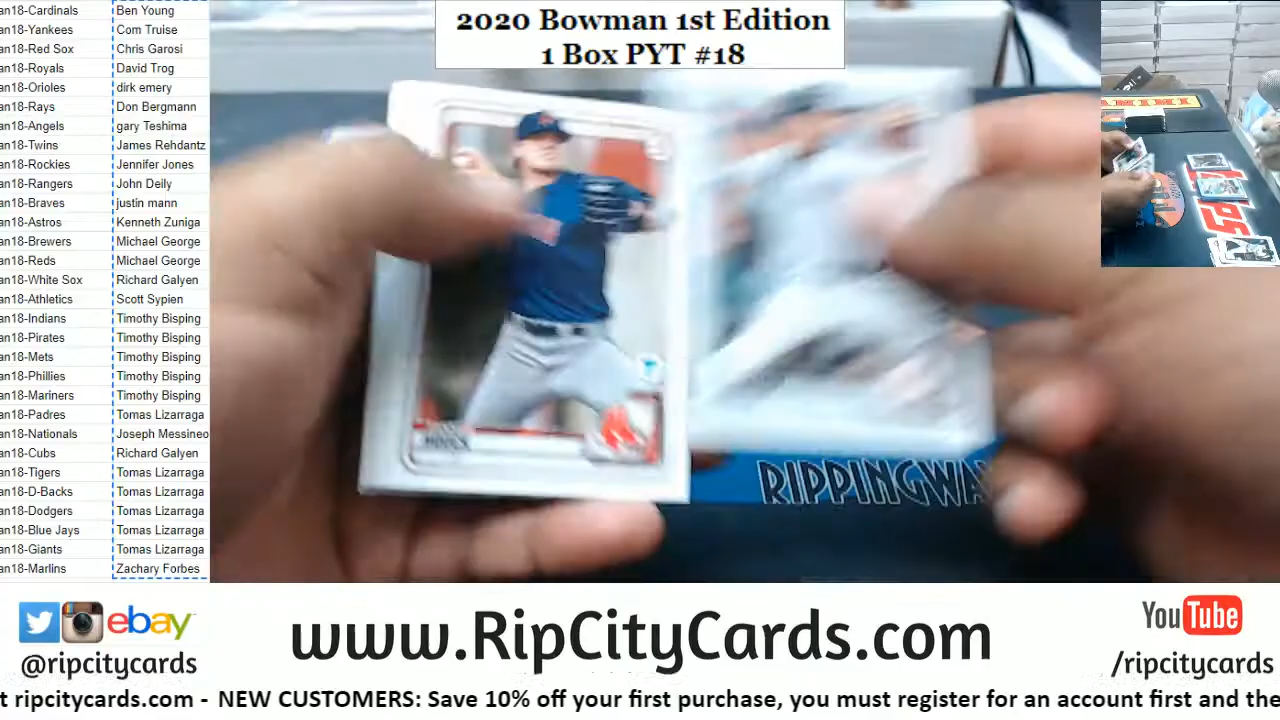 2020 Bowman 1st Edition
1 Box PYT #18
an18-Cardinals Ben Young
an18-Yankees Com Truise
an18-Red Sox Chris Garosi
an18-Royals David Trog
an18-Orioles dirk emery
an18-Rays Don Bergmann
an18-Angels gary Teshima
an18-Twins James Rehdantz
an18-Rockies Jennifer Jones
an18-Rangers John Deily
an18-Braves justin mann
an18-Astros Kenneth Zuniga
an18-Brewers Michael George
an18-Reds Michael George
an18-White Sox Richard Galyen
an18-Athletics Scott Sypien
an18-Indians Timothy Bisping
an18-Pirates Timothy Bisping
an18-Mets Timothy Bisping
an18-Phillies Timothy Bisping
an18-Mariners Timothy Bisping
an18-Padres Tomas Lizarraga
an18-Nationals Joseph Messineo
an18-Cubs Richard Galyen
an18-Tigers Tomas Lizarraga
an18-D-Backs Tomas Lizarraga
an18-Dodgers Tomas Lizarraga
an18-Blue Jays Tomas Lizarraga
an18-Giants Tomas Lizarraga
an18-Marlins Zachary Forbes
PANINI
RIPPINGWA
ebay
@ripcitycards
www.RipCityCards.com
YouTube
/ripcitycards
t ripcitycards.com - NEW CUSTOMERS: Save 10% off your first purchase, you must register for an account first and the